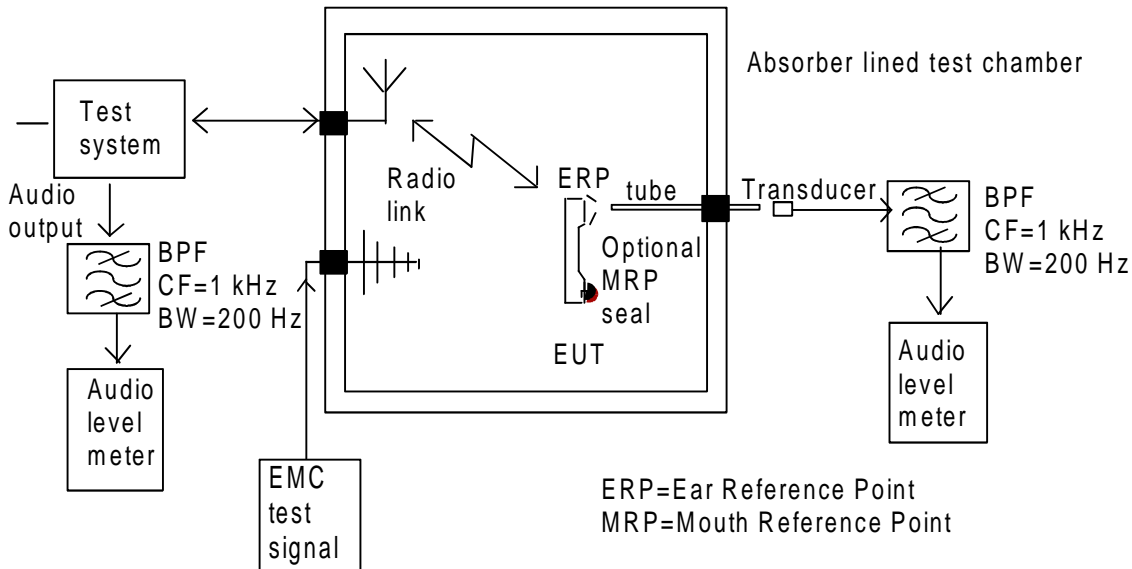 Absorber lined test chamber
Test
system
Audio
output
BPF
CF=1 kHz
BW=200 Hz
Audio
level
meter
EMC
test
signal
Radio
link
ERP
tube
Optional
MRP
seal
EUT
Transducer
BPF
CF=1 kHz
BW=200 Hz
Audio
level
meter
ERP=Ear Reference Point
MRP=Mouth Reference Point